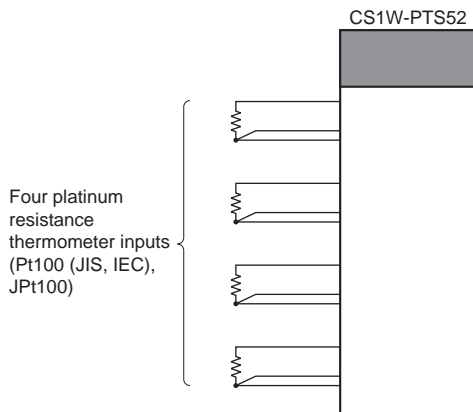 CS1W-PTS52
Four platinum
resistance
thermometer inputs
(Pt100 (JIS, IEC),
JPt100)